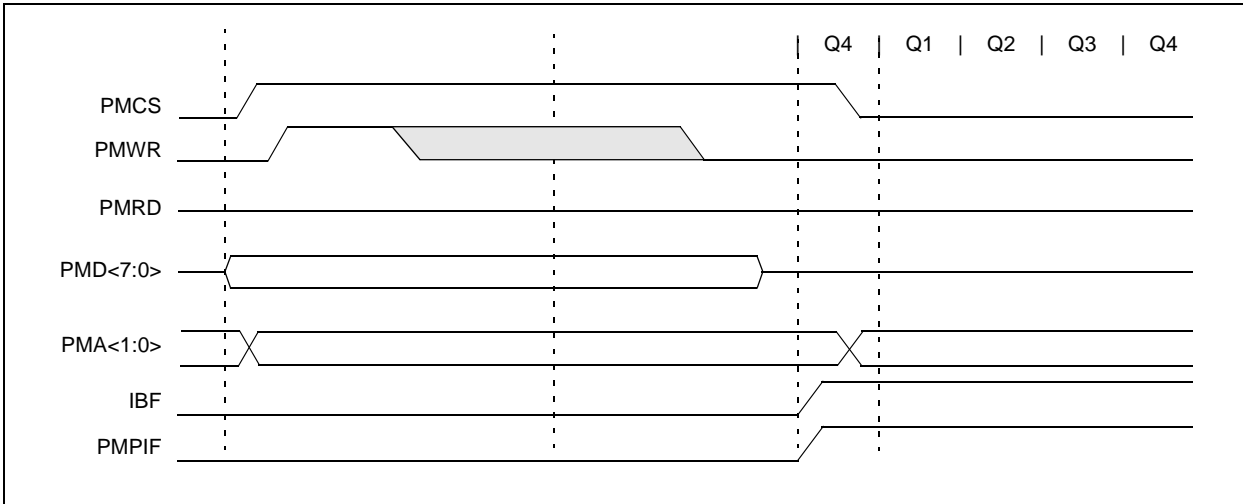 | Q4 | Q1 | Q2 | Q3 | Q4
PMCS
PMWR
PMRD
PMD<7:0>
PMA<1:0>
IBF
PMPIF